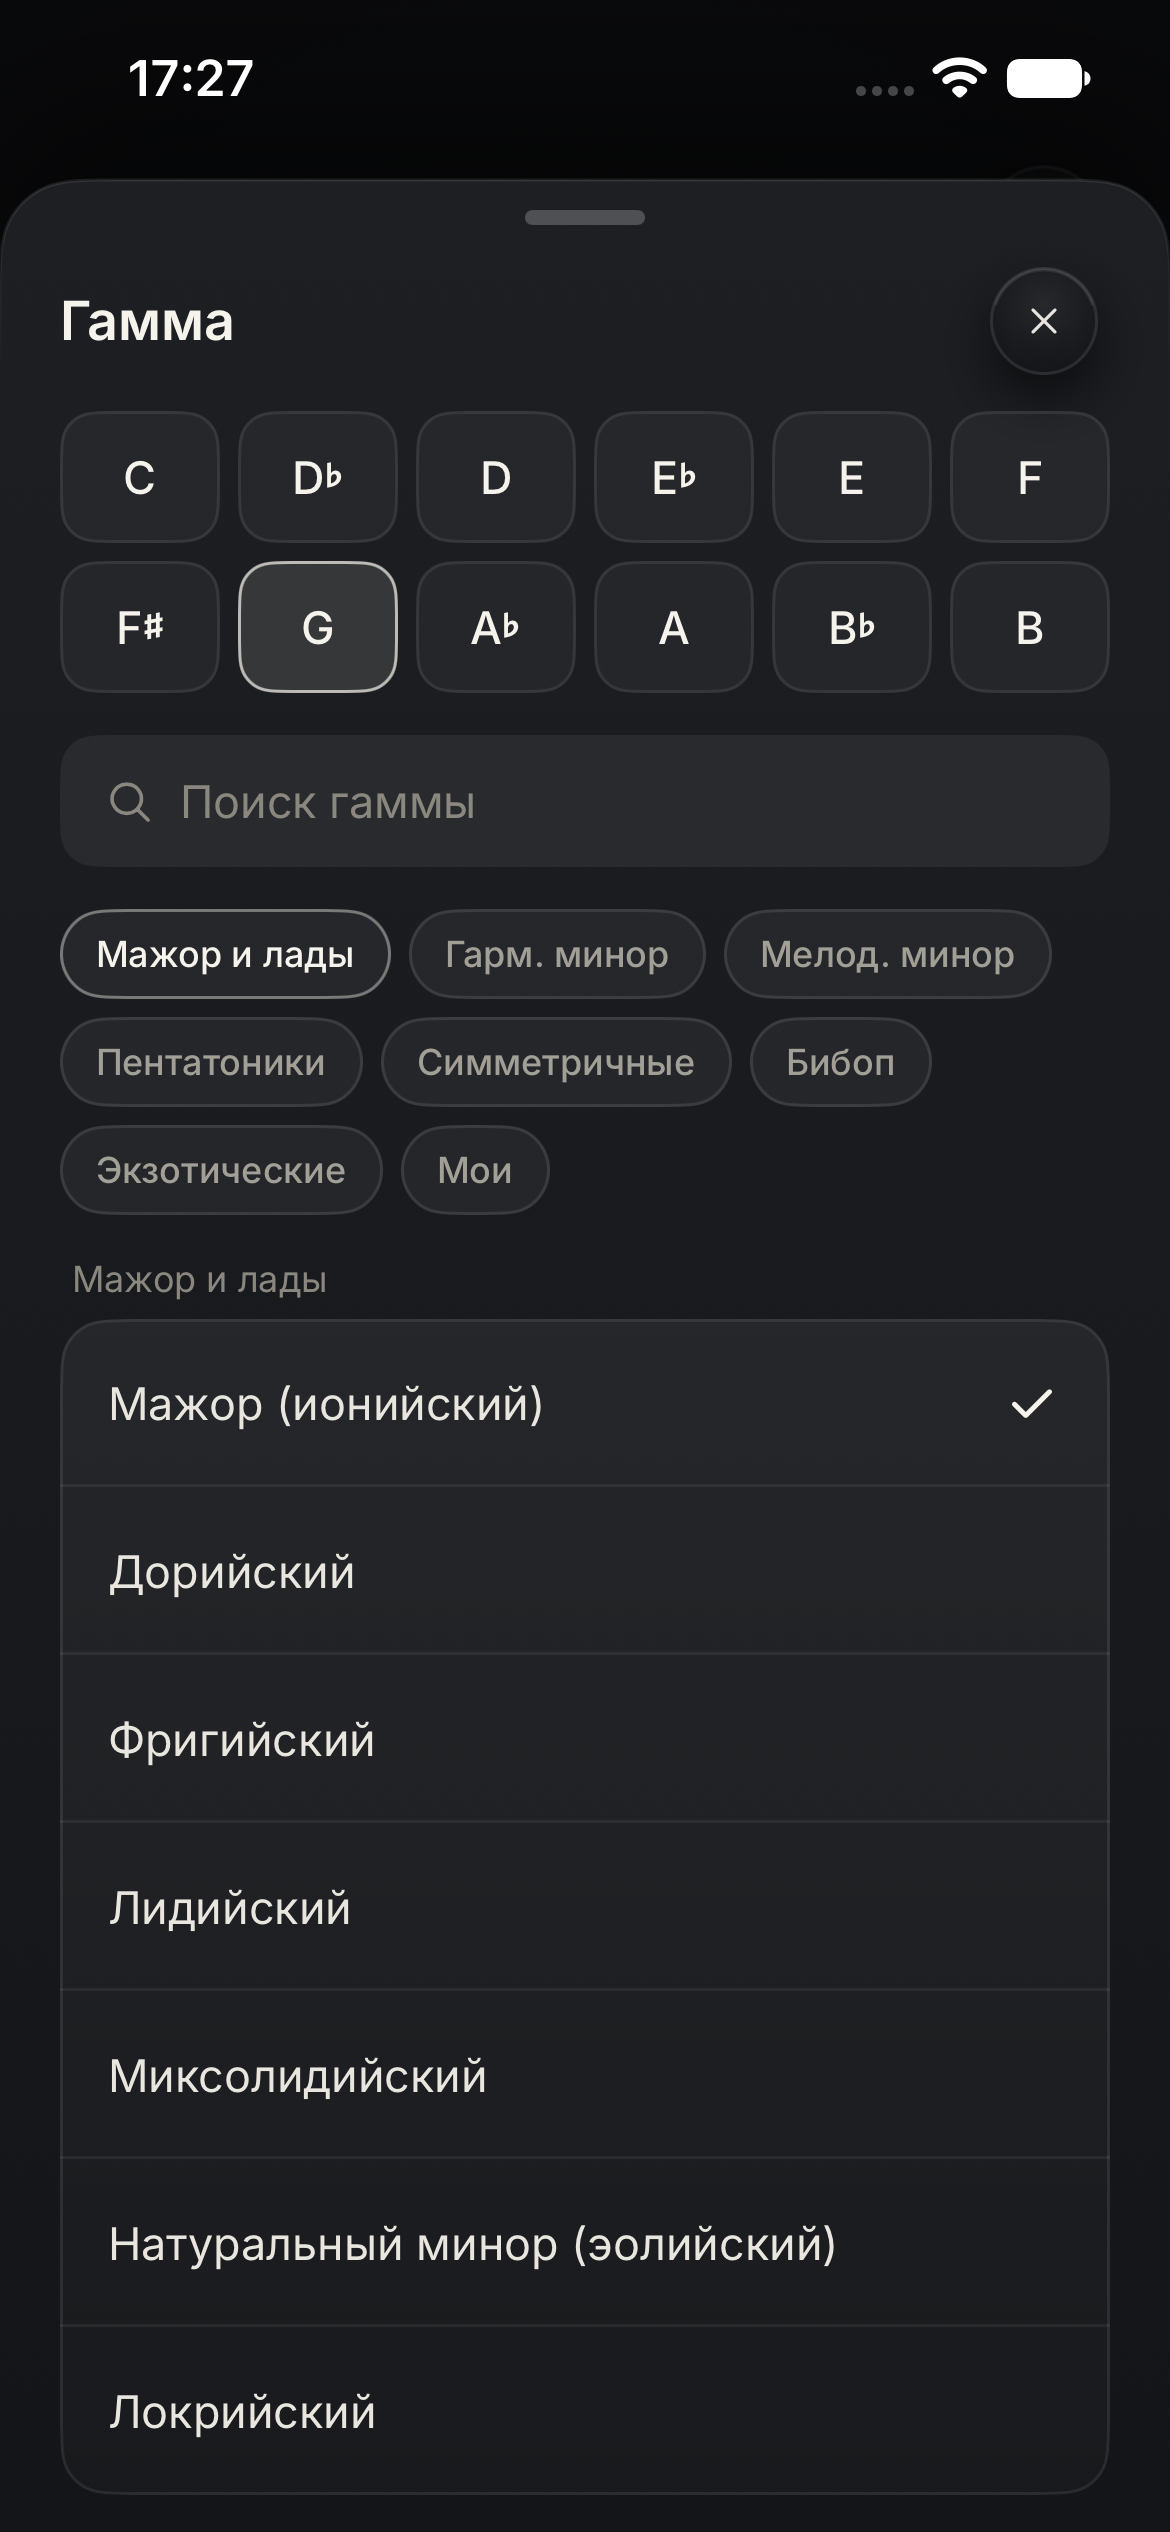 17:27
Гамма
C D♭ D E♭ E F
F♯ G A♭ A B♭ B
Поиск гаммы
Мажор и лады Гарм. минор Мелод. минор
Пентатоники Симметричные Бибоп
Экзотические Мои
Мажор и лады
Мажор (ионийский)
Дорийский
Фригийский
Лидийский
Миксолидийский
Натуральный минор (эолийский)
Локрийский